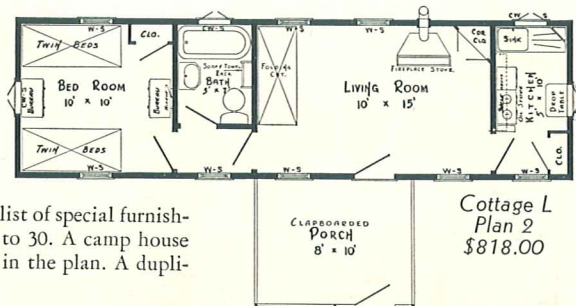 TWIN BEDS
CLO.
C W-S
W-S
W-S
COR.
CLO.
C W-S
SINK
BATH
5' x 7'
FOLDING
CRT.
FIREPLACE STOVE
C W-S
BUREAU
BED ROOM
10' x 10'
BUREAU
LIVING ROOM
10' x 15'
KITCHEN
5' x 10'
DROP
TABLE
TWIN BEDS
CLO.
W-S
W-S
W-S
W-S
W-S
list of special furnish-
to 30. A camp house
in the plan. A dupli-
CLAPBOARDED
PORCH
8' x 10'
Cottage L
Plan 2
$818.00